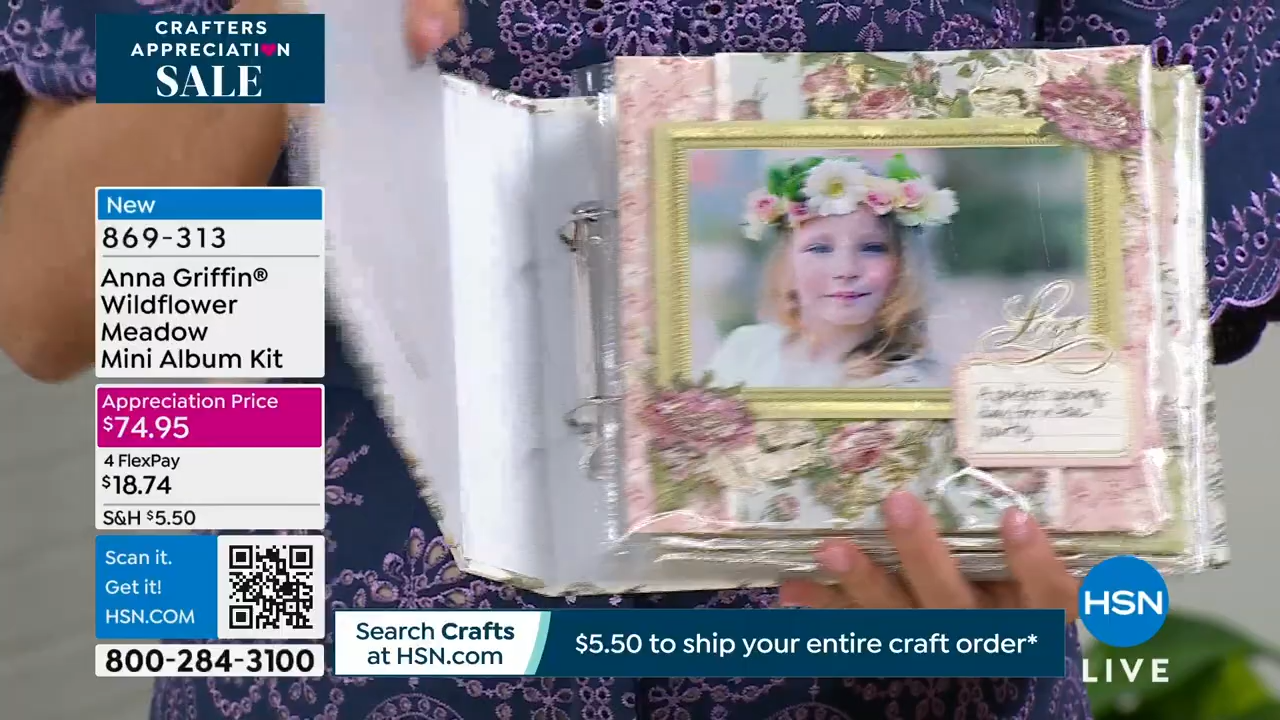 CRAFTERS
APPRECIATION
SALE
New
869-313
Anna Griffin®
Wildflower
Meadow
Mini Album Kit
Appreciation Price
$74.95
4 FlexPay
$18.74
S&H $5.50
Scan it.
Get it!
HSN.COM
800-284-3100
Search Crafts
at HSN.com
$5.50 to ship your entire craft order*
HSN
LIVE